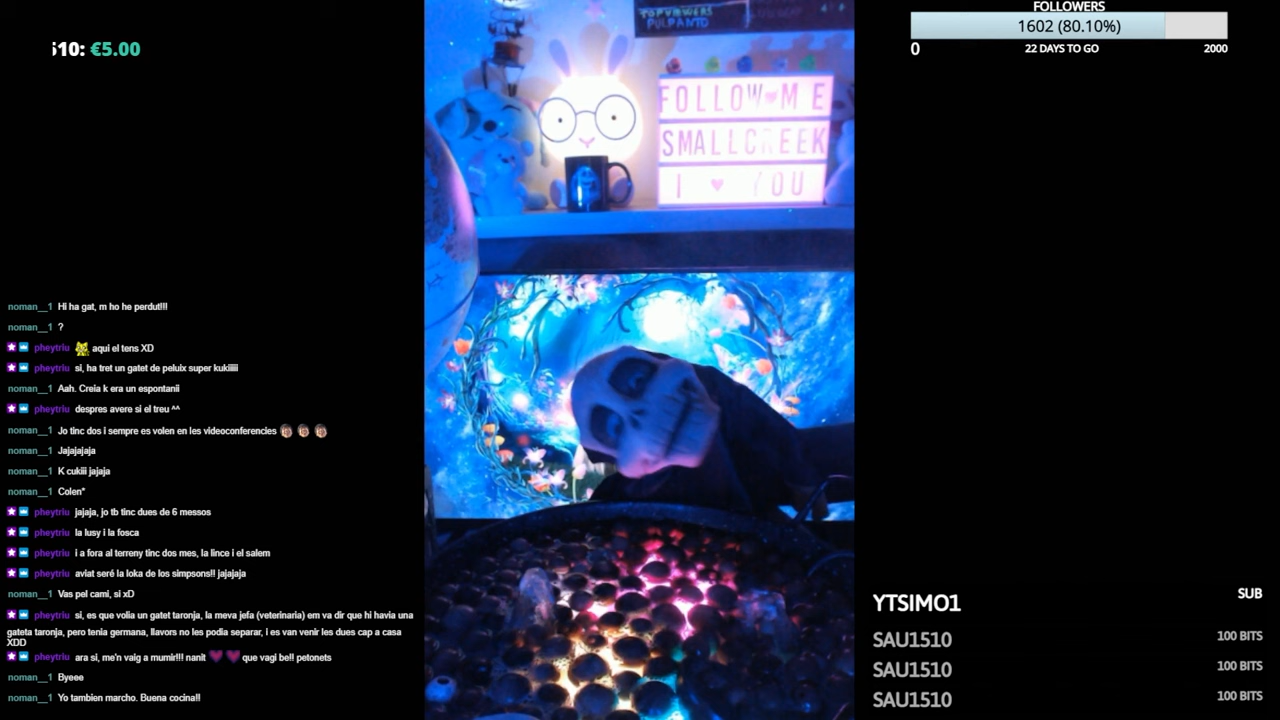 510: €5.00
TOPVIEWERS
PULPANTO
FOLLOW♥ME
SMALLCREEK
I ♥ YOU
FOLLOWERS
1602 (80.10%)
0 22 DAYS TO GO 2000
noman__1 Hi ha gat, m ho he perdut!!!
noman__1 ?
pheytriu aqui el tens XD
pheytriu si, ha tret un gatet de peluix super kukiiiii
noman__1 Aah. Creia k era un espontanii
pheytriu despres avere si el treu ^^
noman__1 Jo tinc dos i sempre es volen en les videoconferencies
noman__1 Jajajajaja
noman__1 K cukiii jajaja
noman__1 Colen*
pheytriu jajaja, jo tb tinc dues de 6 messos
pheytriu la lusy i la fosca
pheytriu i a fora al terreny tinc dos mes, la lince i el salem
pheytriu aviat seré la loka de los simpsons!! jajajaja
noman__1 Vas pel cami, si xD
pheytriu si, es que volia un gatet taronja, la meva jefa (veterinaria) em va dir que hi havia una
gateta taronja, pero tenia germana, llavors no les podia separar, i es van venir les dues cap a casa
XDD
pheytriu ara si, me'n vaig a mumir!!! nanit 💜 💜 que vagi be!! petonets
noman__1 Byeee
noman__1 Yo tambien marcho. Buena cocina!!
YTSIMO1 SUB
SAU1510 100 BITS
SAU1510 100 BITS
SAU1510 100 BITS